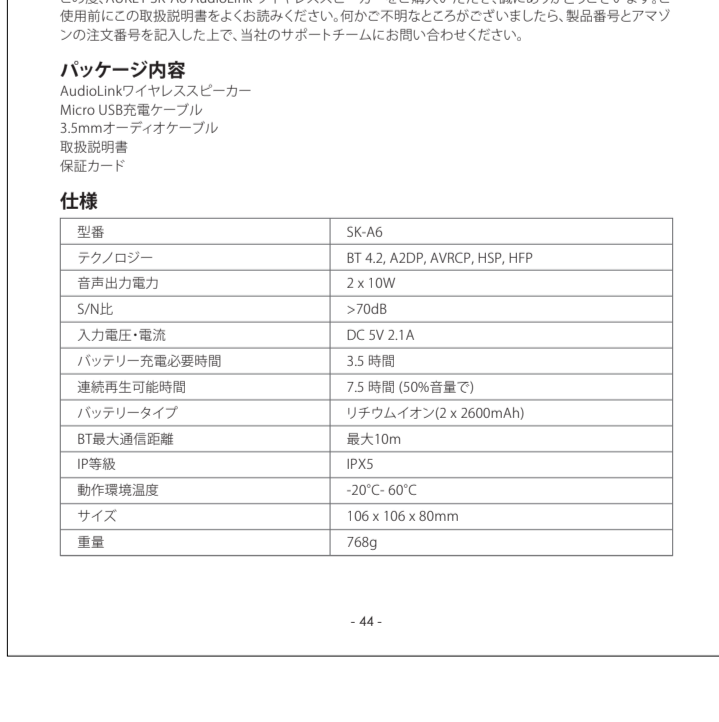 使用前にこの取扱説明書をよくお読みください。何かご不明なところがございましたら、製品番号とアマゾ
ンの注文番号を記入した上で、当社のサポートチームにお問い合わせください。
パッケージ内容
AudioLinkワイヤレススピーカー
Micro USB充電ケーブル
3.5mmオーディオケーブル
取扱説明書
保証カード
仕様
型番 SK-A6
テクノロジー BT 4.2, A2DP, AVRCP, HSP, HFP
音声出力電力 2 x 10W
S/N比 >70dB
入力電圧・電流 DC 5V 2.1A
バッテリー充電必要時間 3.5 時間
連続再生可能時間 7.5 時間 (50%音量で)
バッテリータイプ リチウムイオン(2 x 2600mAh)
BT最大通信距離 最大10m
IP等級 IPX5
動作環境温度 -20°C- 60°C
サイズ 106 x 106 x 80mm
重量 768g
- 44 -